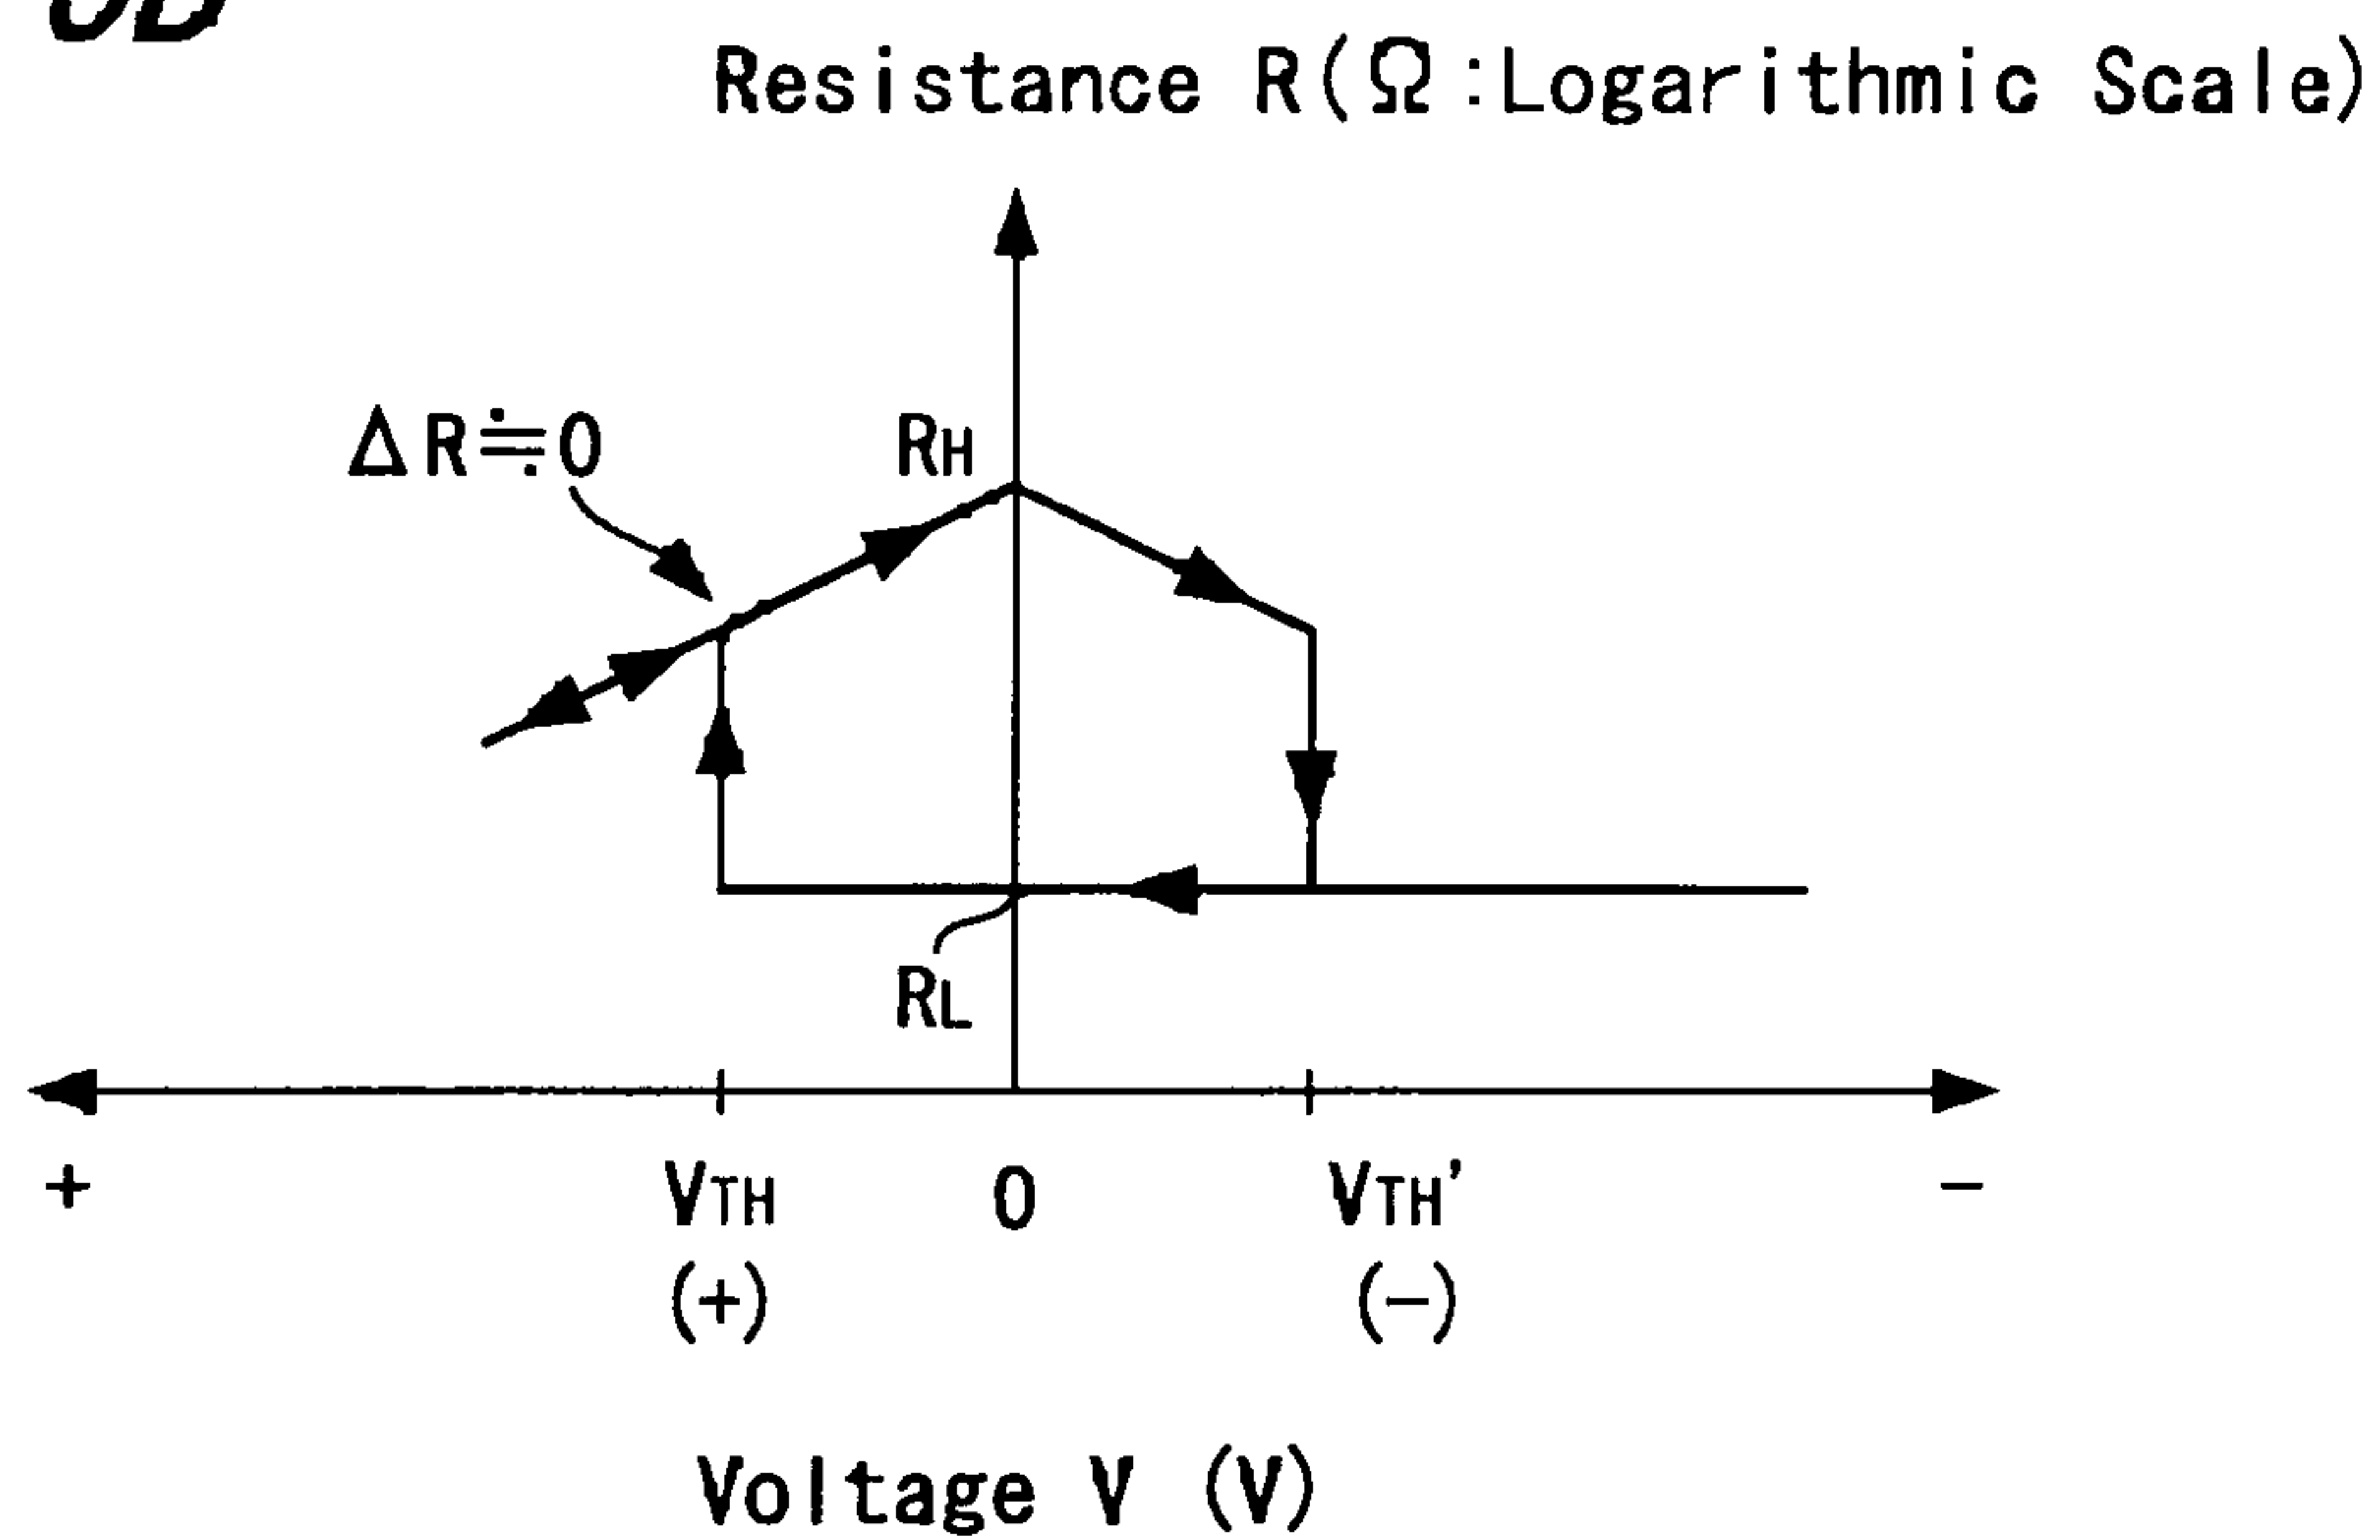 Resistance R(Ω:Logarithmic Scale)
ΔR≒0
RH
RL
+
VTH
0
VTH'
−
(+)
(−)
Voltage V (V)